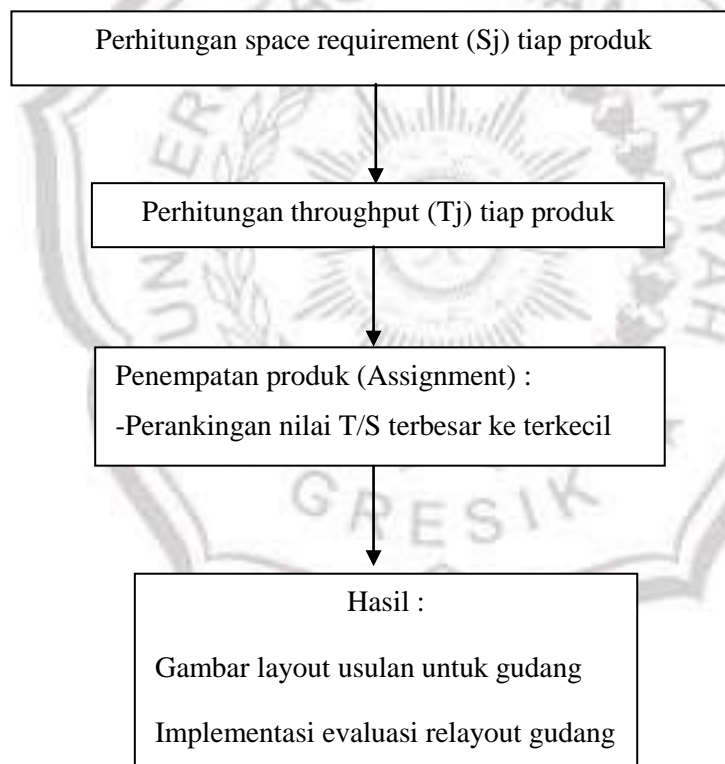 Perhitungan space requirement (Sj) tiap produk
Perhitungan throughput (Tj) tiap produk
Penempatan produk (Assignment) :
-Perankingan nilai T/S terbesar ke terkecil
GRESIK
Hasil :
Gambar layout usulan untuk gudang
Implementasi evaluasi relayout gudang